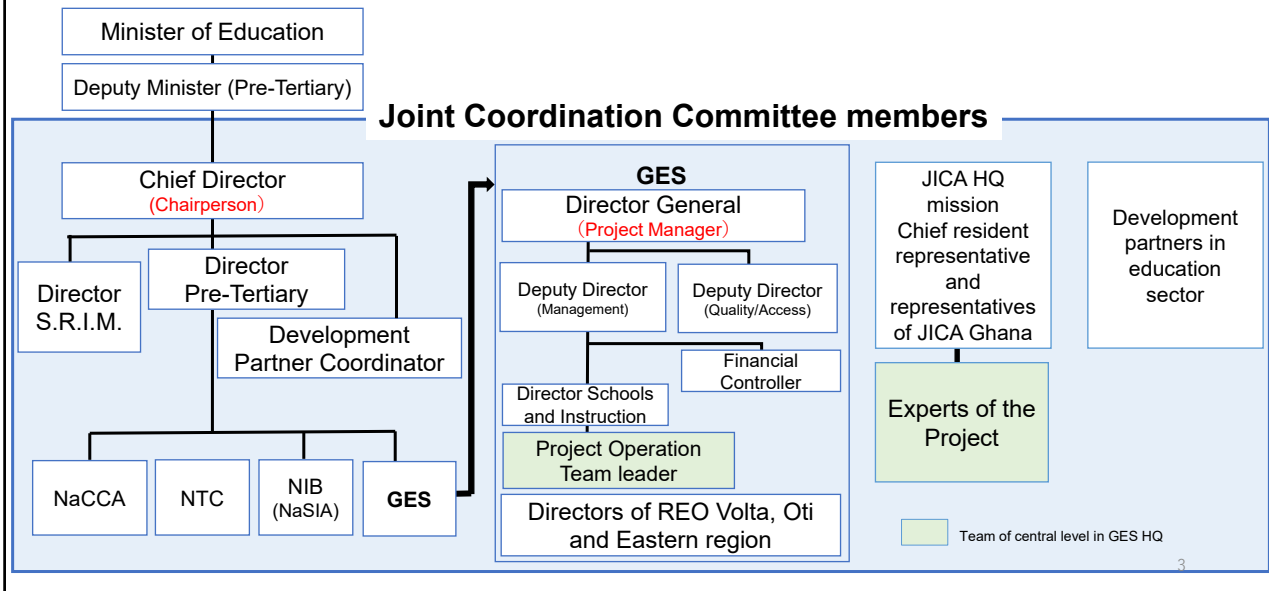 Minister of Education
Deputy Minister (Pre-Tertiary)
Joint Coordination Committee members
Chief Director
(Chairperson）
Director
S.R.I.M.
Director
Pre-Tertiary
Development
Partner Coordinator
NaCCA
NTC
NIB
(NaSIA)
GES
GES
Director General
（Project Manager）
Deputy Director
(Management)
Deputy Director
(Quality/Access)
Financial
Controller
Director Schools
and Instruction
Project Operation
Team leader
Directors of REO Volta, Oti
and Eastern region
JICA HQ
mission
Chief resident
representative
and
representatives
of JICA Ghana
Experts of the
Project
Development
partners in
education
sector
Team of central level in GES HQ
3